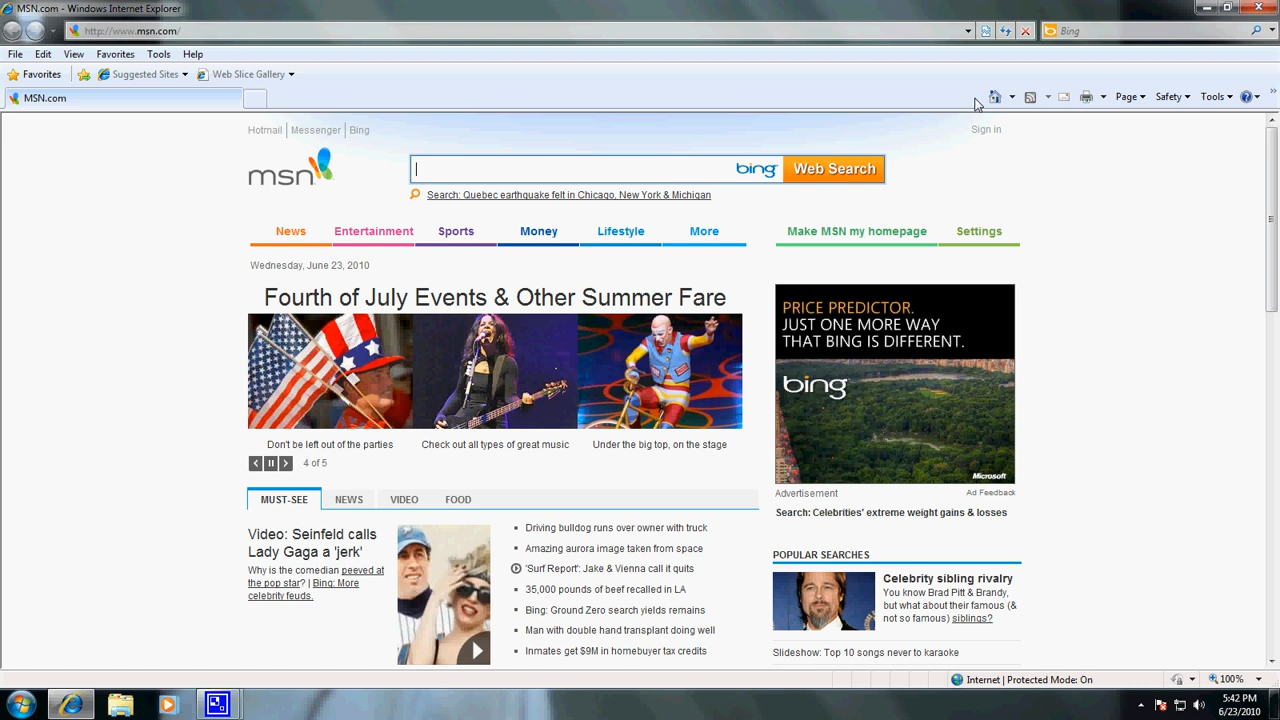 MSN.com - Windows Internet Explorer
http://www.msn.com/
Bing
File Edit View Favorites Tools Help
Favorites Suggested Sites Web Slice Gallery
MSN.com
Page Safety Tools
Hotmail Messenger Bing
Sign in
msn
bing Web Search
Search: Quebec earthquake felt in Chicago, New York & Michigan
News Entertainment Sports Money Lifestyle More
Make MSN my homepage Settings
Wednesday, June 23, 2010
Fourth of July Events & Other Summer Fare
Don't be left out of the parties
Check out all types of great music
Under the big top, on the stage
4 of 5
MUST-SEE NEWS VIDEO FOOD
Video: Seinfeld calls
Lady Gaga a 'jerk'
Why is the comedian peeved at
the pop star? | Bing: More
celebrity feuds.
Driving bulldog runs over owner with truck
Amazing aurora image taken from space
'Surf Report': Jake & Vienna call it quits
35,000 pounds of beef recalled in LA
Bing: Ground Zero search yields remains
Man with double hand transplant doing well
Inmates get $9M in homebuyer tax credits
PRICE PREDICTOR.
JUST ONE MORE WAY
THAT BING IS DIFFERENT.
bing
Microsoft
Advertisement
Ad Feedback
Search: Celebrities' extreme weight gains & losses
POPULAR SEARCHES
Celebrity sibling rivalry
You know Brad Pitt & Brandy,
but what about their famous (&
not so famous) siblings?
Slideshow: Top 10 songs never to karaoke
Internet | Protected Mode: On
100%
5:42 PM
6/23/2010